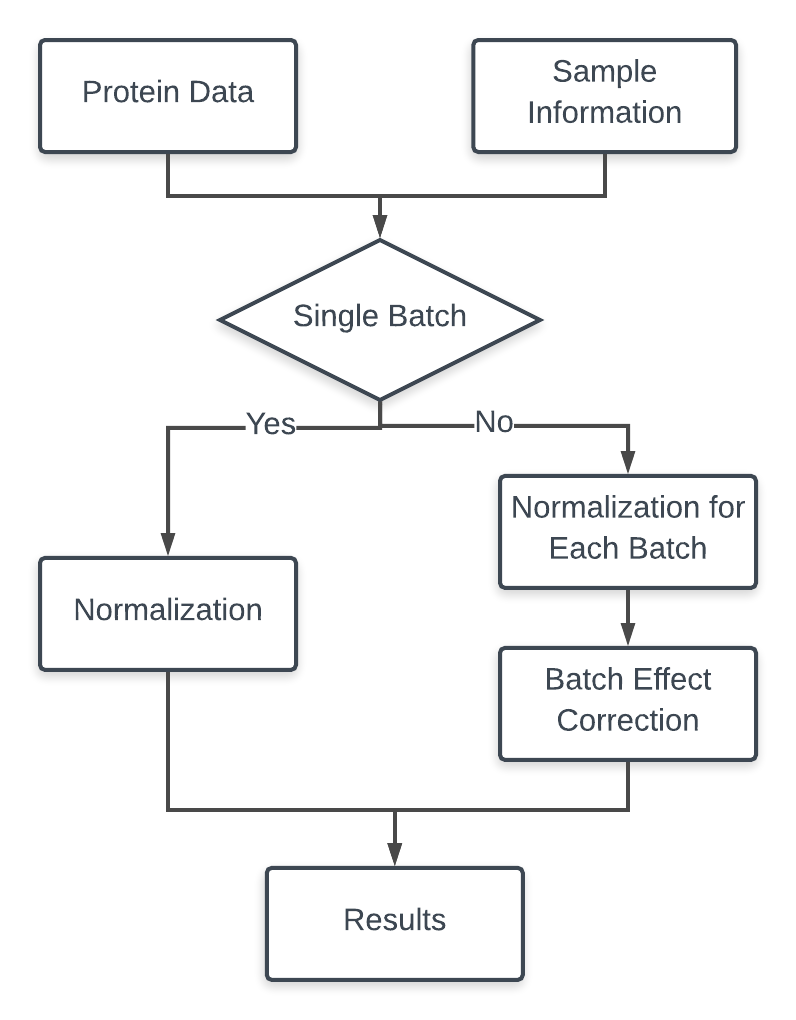 Protein Data
Sample
Information
Single Batch
Yes
No
Normalization for
Each Batch
Normalization
Batch Effect
Correction
Results